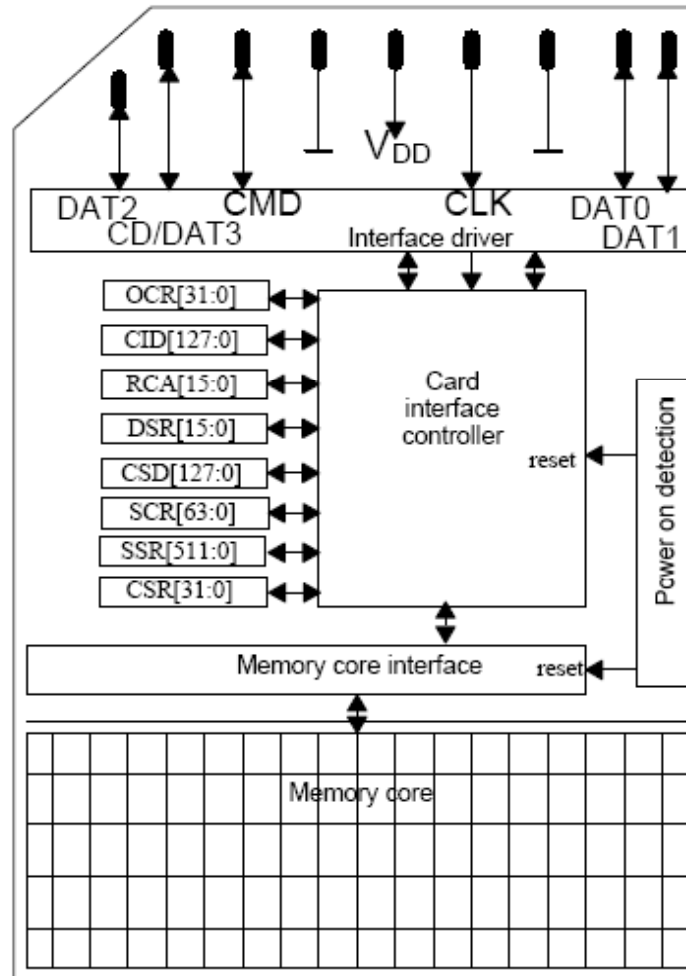 VDD
DAT2 CMD CLK DAT0
CD/DAT3 Interface driver DAT1
OCR[31:0]
CID[127:0]
RCA[15:0]
DSR[15:0]
CSD[127:0]
SCR[63:0]
SSR[511:0]
CSR[31:0]
Card
interface
controller
reset
Power on detection
Memory core interface
reset
Memory core